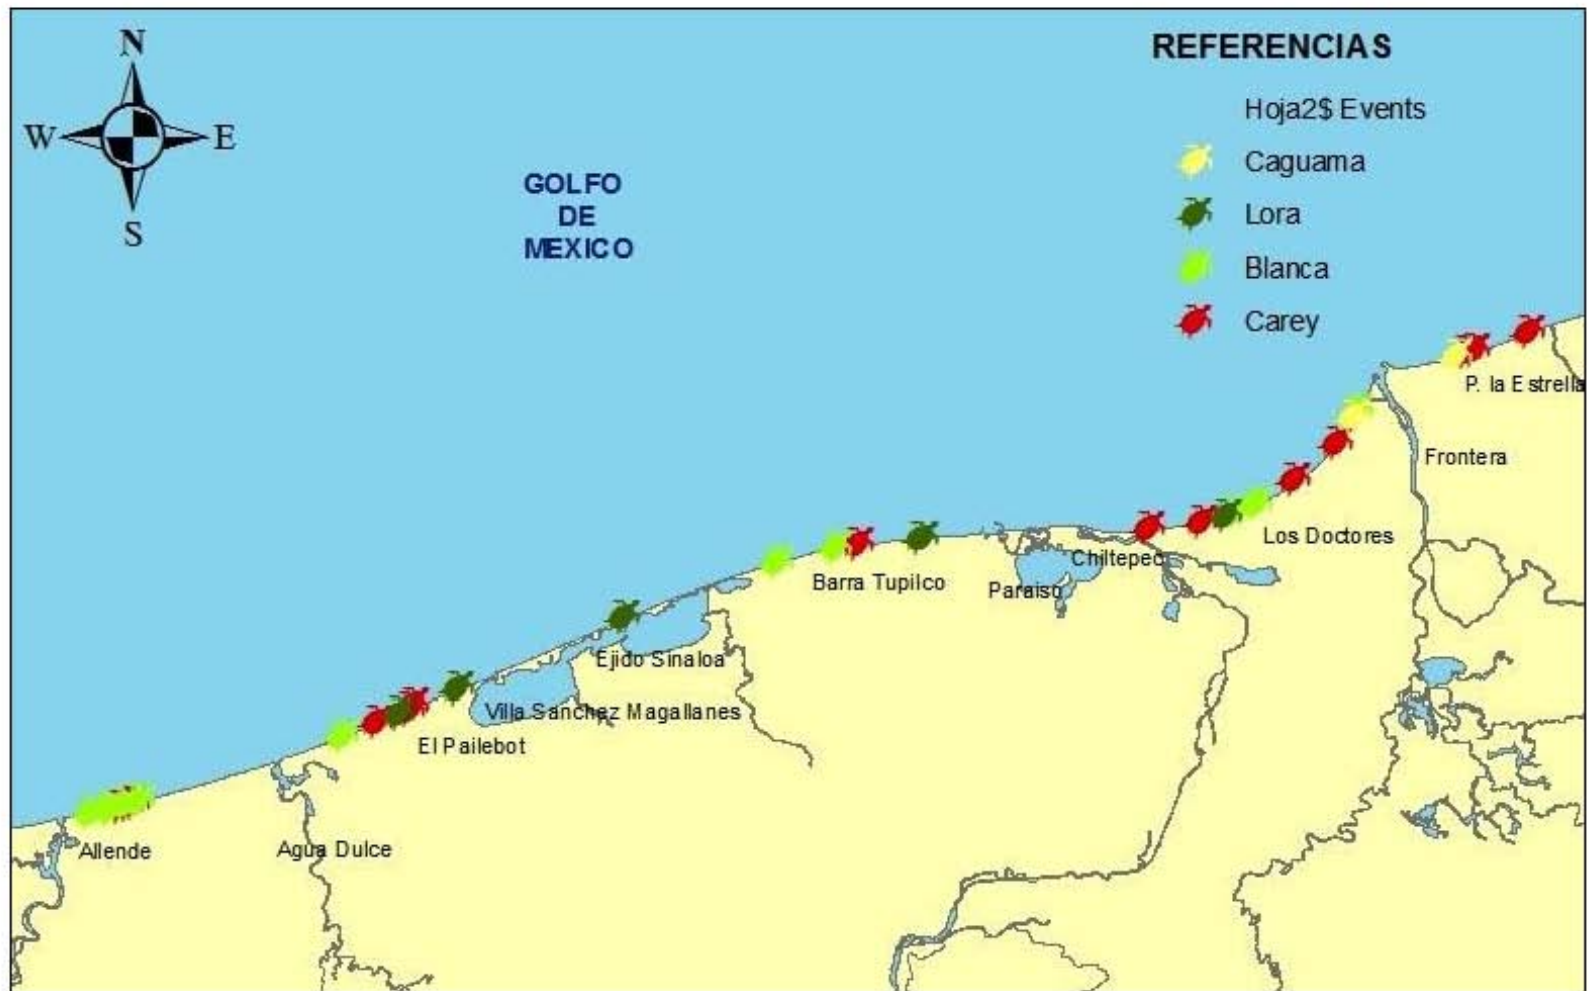 N
W E
S
GOLFO
DE
MEXICO
REFERENCIAS
Hoja2$ Events
Caguama
Lora
Blanca
Carey
P. la Estrella
Frontera
Los Doctores
Chiltepec
Paraiso
Barra Tupilco
Ejido Sinaloa
Villa Sanchez Magallanes
El Pailebot
Agua Dulce
Allende